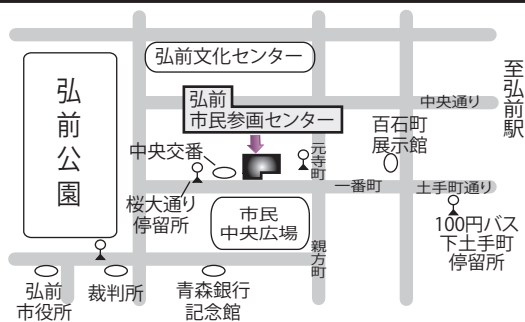 弘前文化センター
弘前公園
至弘前駅
弘前
市民参画センター
中央通り
百石町
展示館
中央交番
元寺町
一番町
土手町通り
桜大通り
停留所
市民
中央広場
100円バス
下土手町
停留所
親方町
弘前
市役所
裁判所
青森銀行
記念館